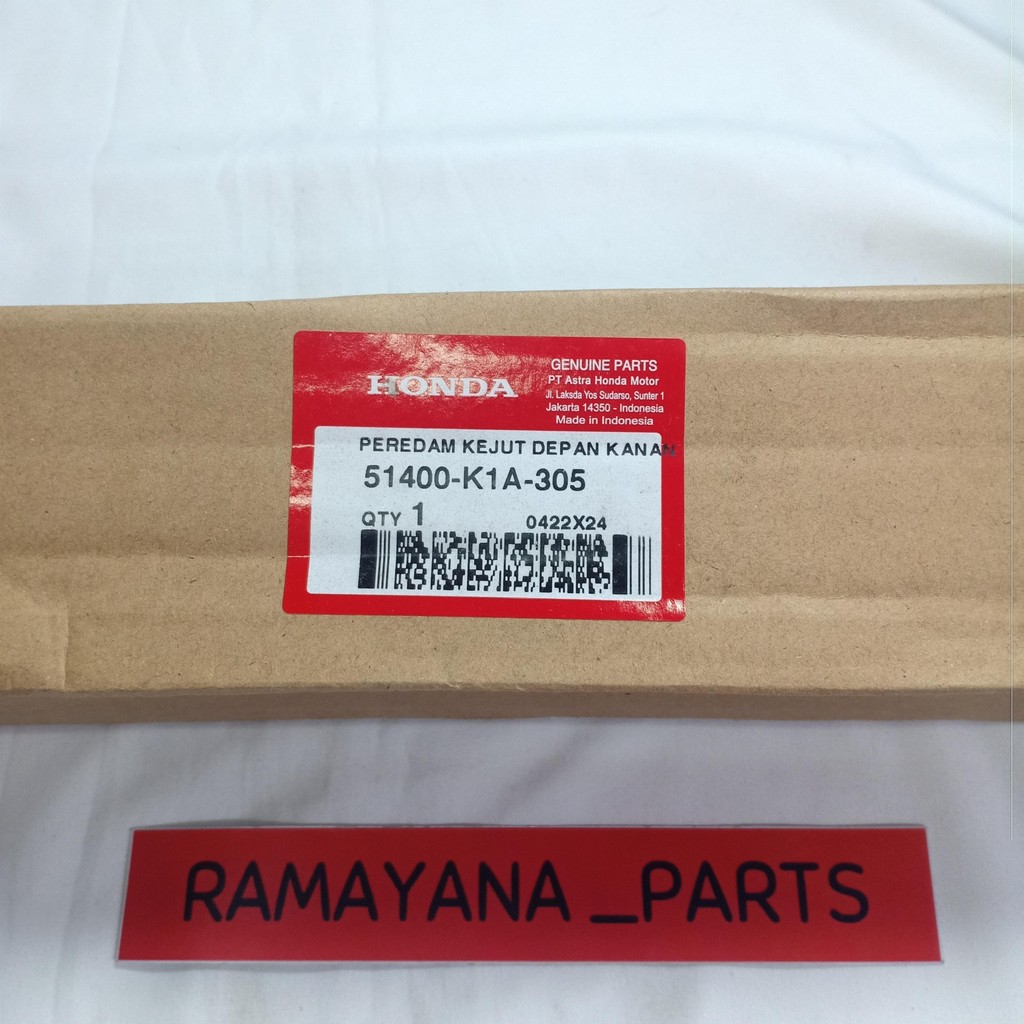 HONDA
GENUINE PARTS
PT Astra Honda Motor
Jl. Laksda Yos Sudarso, Sunter 1
Jakarta 14350 - Indonesia
Made in Indonesia
PEREDAM KEJUT DEPAN KANAN
51400-K1A-305
QTY 1 0422X24
RAMAYANA _PARTS